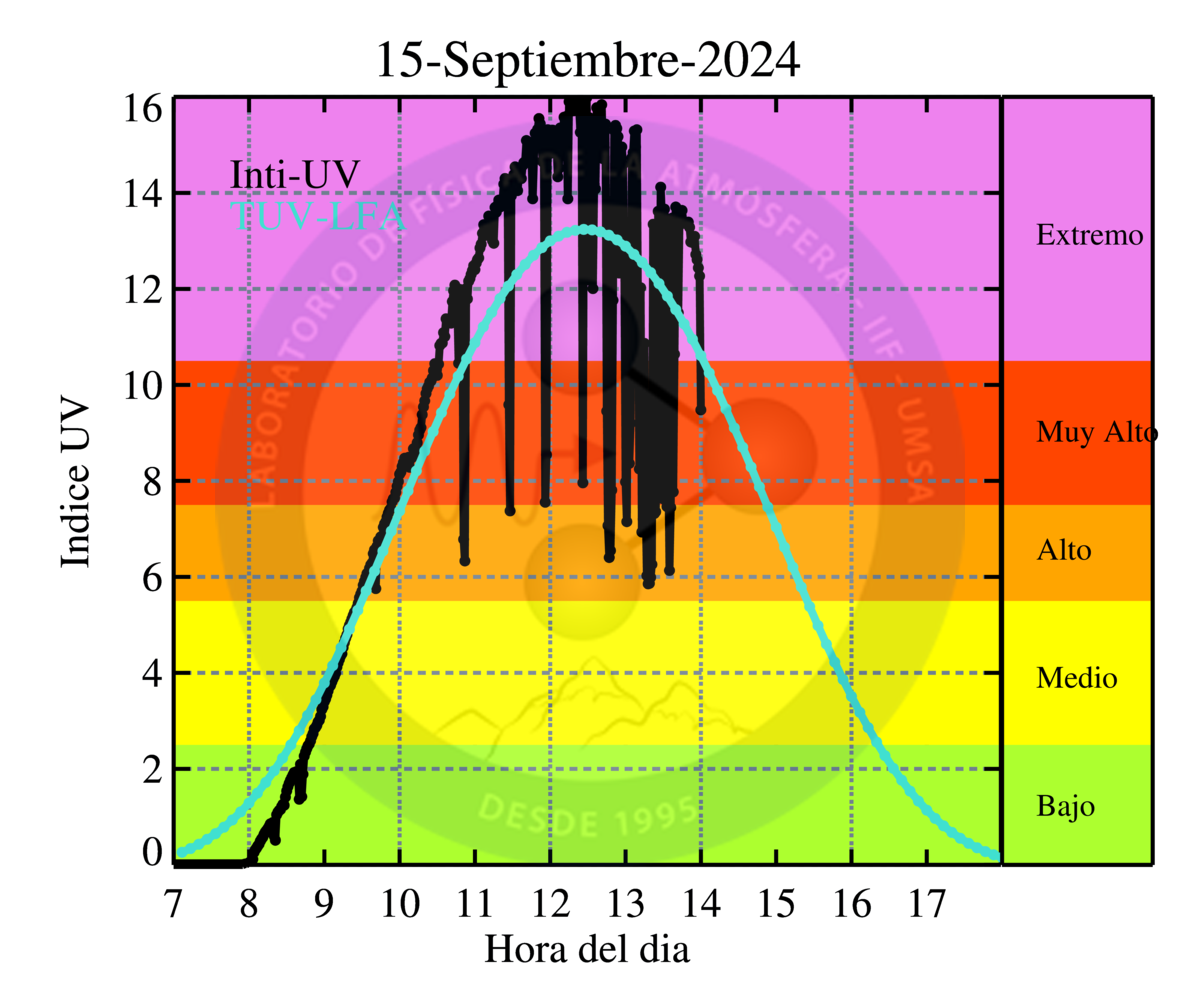 15-Septiembre-2024
Indice UV
16
14
12
10
8
6
4
2
0
Inti-UV
TUV-LFA
LABORATORIO DE FÍSICA DE LA ATMÓSFERA - IIF - UMSA
DESDE 1995
Extremo
Muy Alto
Alto
Medio
Bajo
7 8 9 10 11 12 13 14 15 16 17
Hora del dia